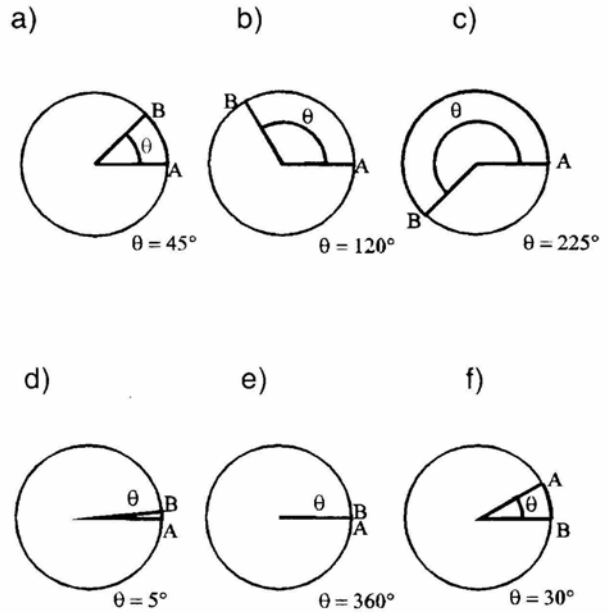 a) b) c)
B θ A
B θ A
θ A B
θ = 45° θ = 120° θ = 225°
d) e) f)
θ B A
θ B A
A θ B
θ = 5° θ = 360° θ = 30°